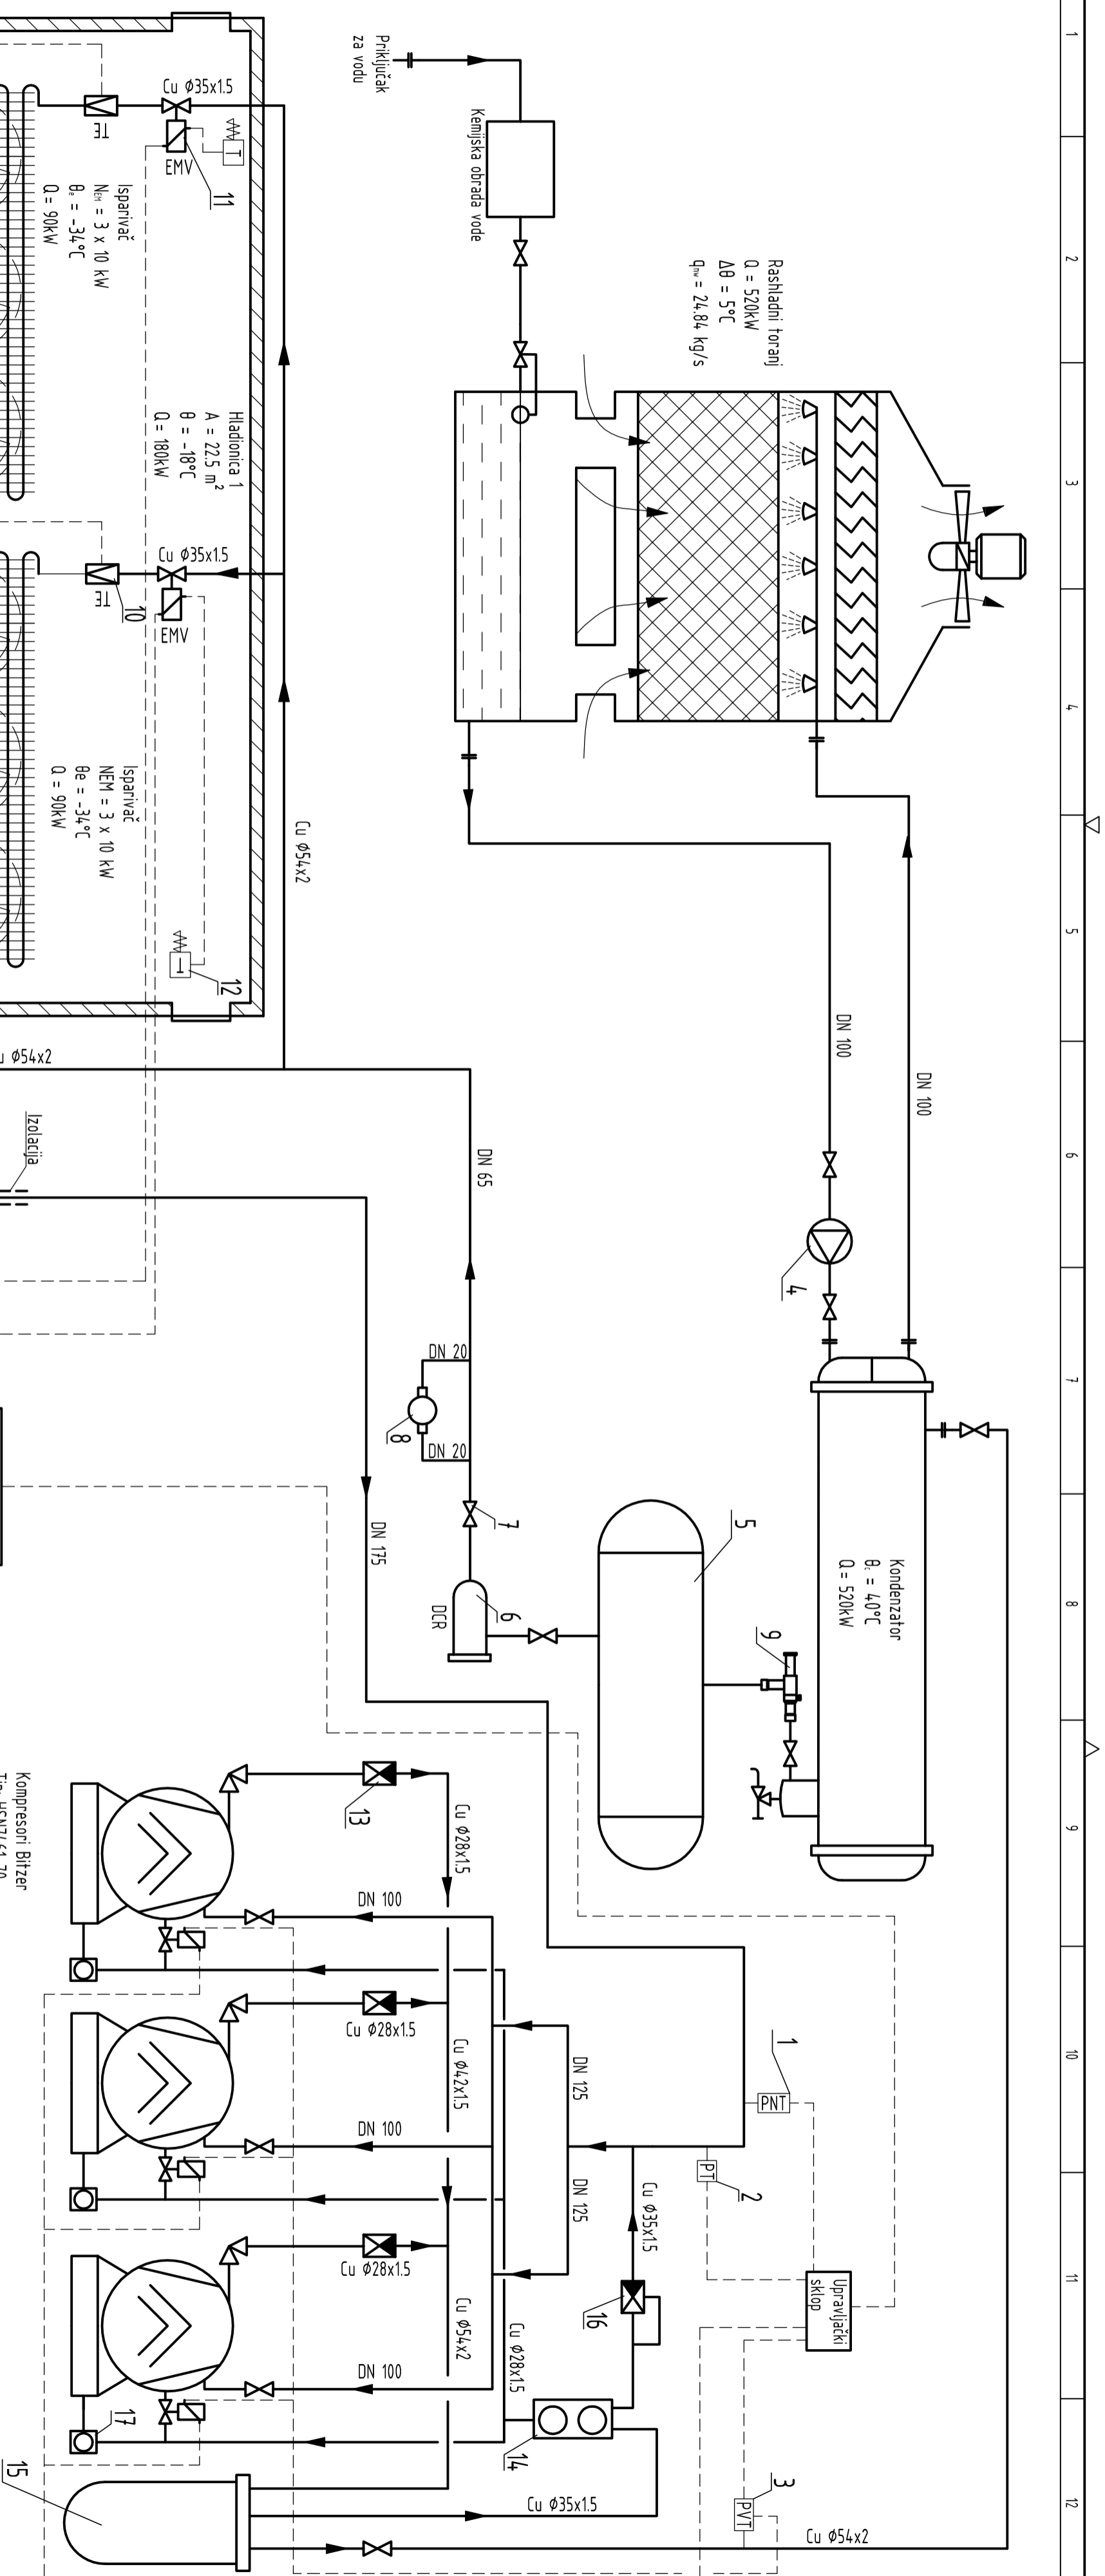 1
2
3
4
5
6
7
8
9
10
11
12
Priključak
za vodu
Kemijska obrada vode
Rashladni toranj
Q = 520kW
Δθ = 5°C
qmw = 24.84 kg/s
Cu ϕ35x1.5
TE
EMV
T
11
Isparivač
NEM = 3 x 10 kW
θe = -34°C
Q = 90kW
Hladionica 1
A = 22.5 m²
θ = -18°C
Q = 180kW
Cu ϕ35x1.5
TE
10
EMV
Isparivač
NEM = 3 x 10 kW
θe = -34°C
Q = 90kW
T
12
Cu ϕ54x2
Cu ϕ54x2
Izolacija
DN 100
DN 100
4
DN 65
DN 20
8
DN 20
7
DCR
6
5
DN 175
Kondenzator
θc = 40°C
Q = 520kW
9
Kompresori Bitzer
13
Cu ϕ28x1.5
DN 100
Cu ϕ28x1.5
Cu ϕ42x1.5
DN 100
DN 125
DN 125
1
PNT
PT
2
Cu ϕ35x1.5
Upravljački
sklop
16
Cu ϕ28x1.5
Cu ϕ54x2
Cu ϕ28x1.5
DN 100
14
17
15
Cu ϕ35x1.5
3
PVT
Cu ϕ54x2